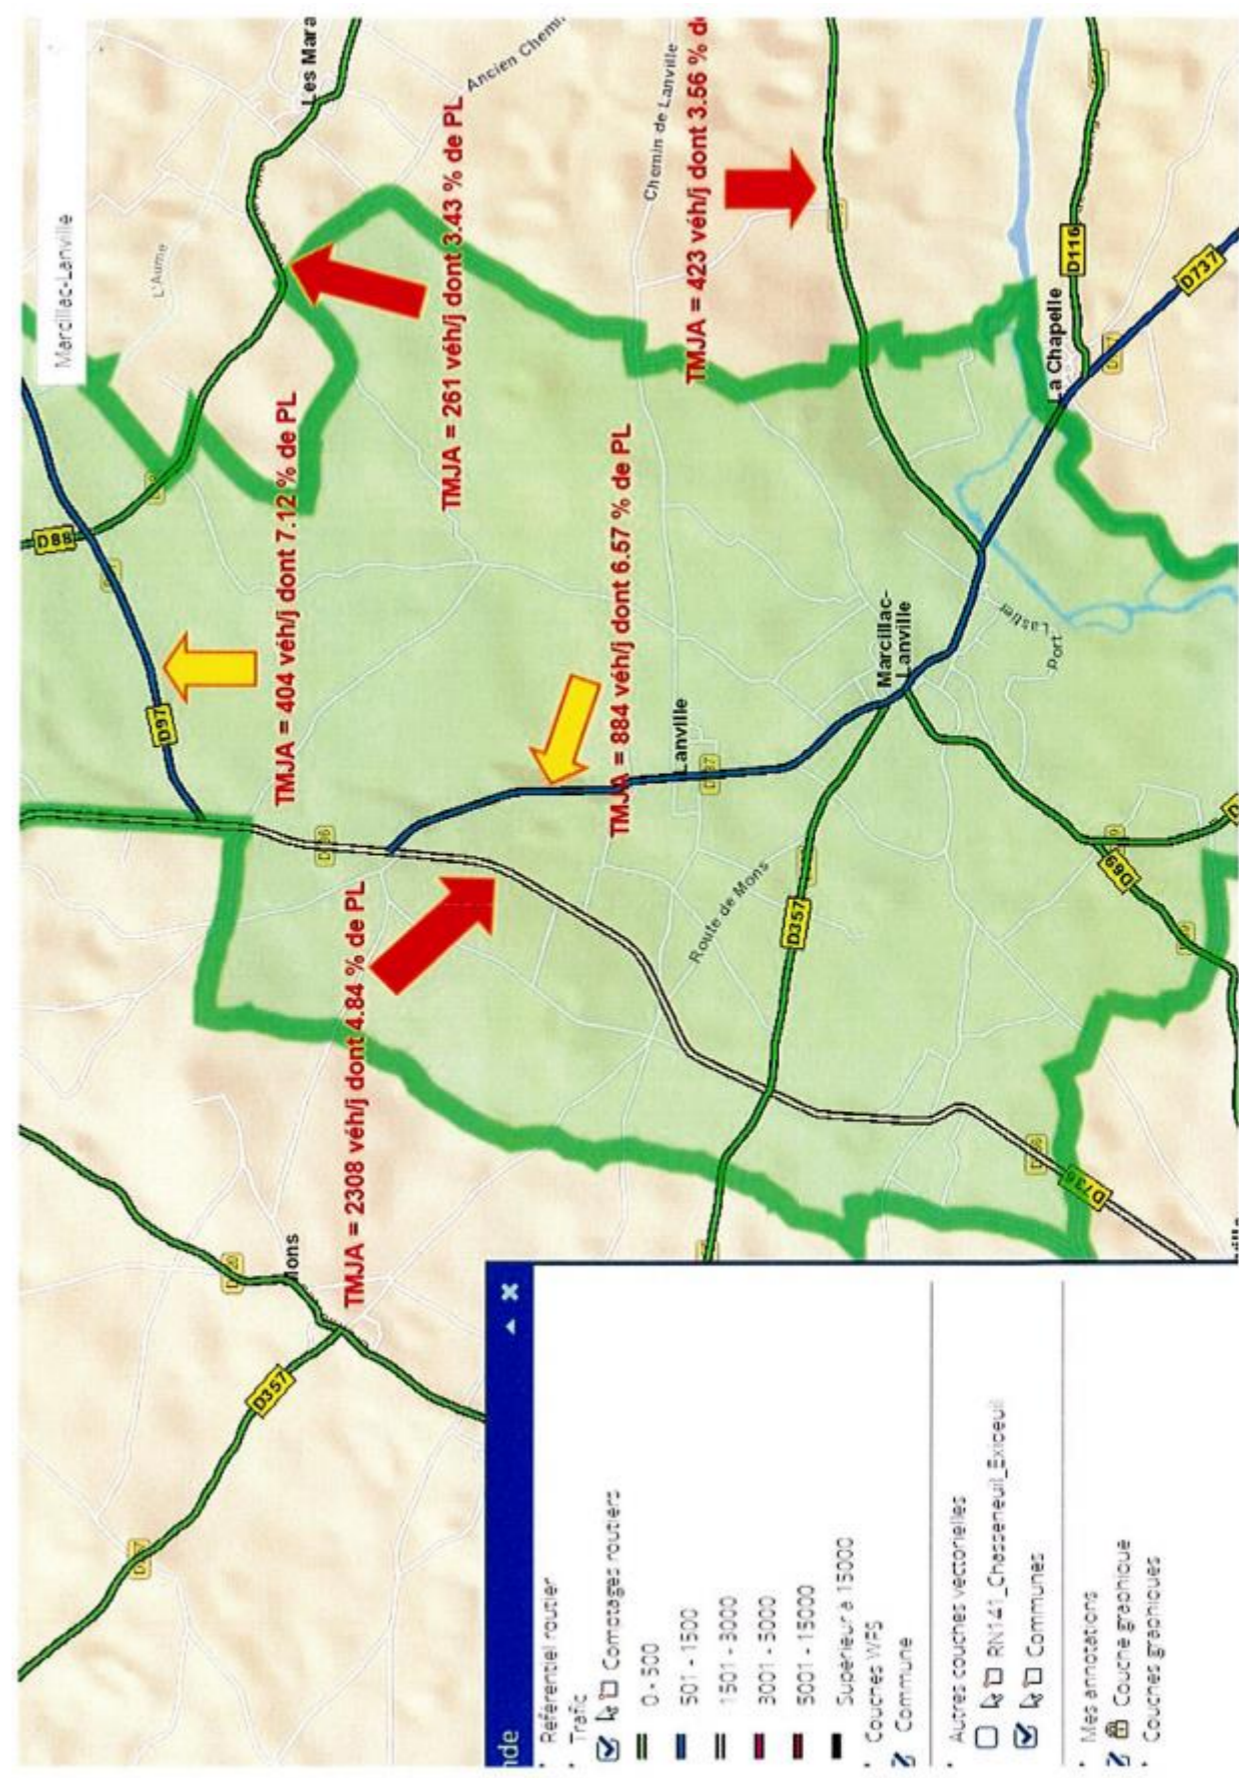 Marcillac-Lanville
Les Mara
L'Aume
Ancien Chemi
D88
D97
TMJA = 404 véh/j dont 7.12 % de PL
TMJA = 261 véh/j dont 3.43 % de PL
Chemin de Lanville
TMJA = 423 véh/j dont 3.56 % d
TMJA = 884 véh/j dont 6.57 % de PL
TMJA = 2308 véh/j dont 4.84 % de PL
Lanville
Marcillac-
Lanville
La Chapelle
D116
D737
Port
Lastier
Route de Mons
D357
D69
D736
Mons
D357
nde
Référentiel routier
Trafic
Comptages routiers
0 - 500
501 - 1500
1501 - 3000
3001 - 5000
5001 - 15000
Supérieur à 15000
Couches WFS
Commune
Autres couches vectorielles
RN141_Chasseneuil_Exideuil
Communes
Mes annotations
Couche graphique
Couches graphiques